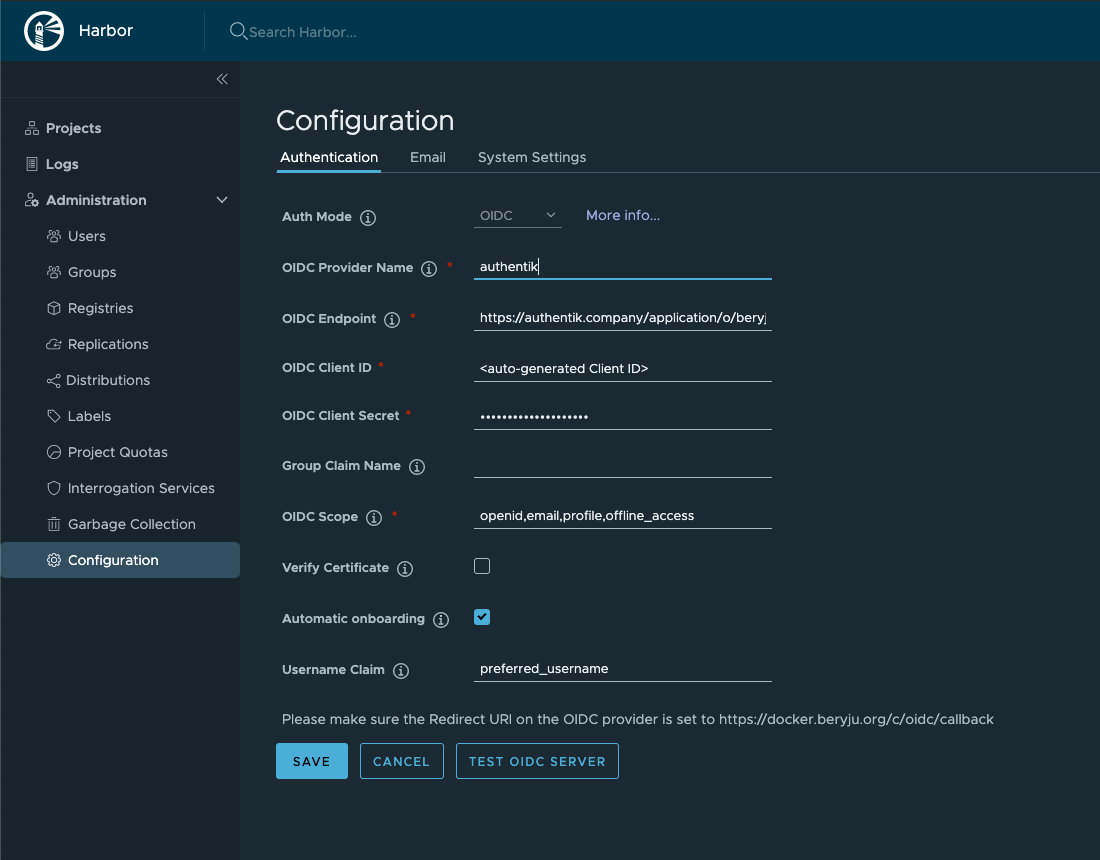 Harbor
Search Harbor...
Projects
Logs
Administration
Users
Groups
Registries
Replications
Distributions
Labels
Project Quotas
Interrogation Services
Garbage Collection
Configuration
Configuration
Authentication Email System Settings
Auth Mode OIDC More info...
OIDC Provider Name * authentik
OIDC Endpoint * https://authentik.company/application/o/beryj
OIDC Client ID * <auto-generated Client ID>
OIDC Client Secret * ••••••••••••••••••••
Group Claim Name
OIDC Scope * openid,email,profile,offline_access
Verify Certificate
Automatic onboarding
Username Claim preferred_username
Please make sure the Redirect URI on the OIDC provider is set to https://docker.beryju.org/c/oidc/callback
SAVE CANCEL TEST OIDC SERVER